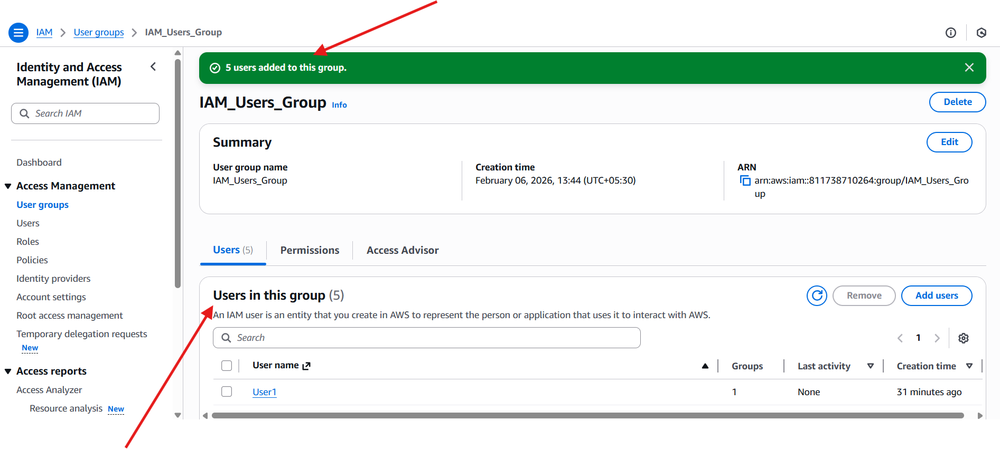 IAM > User groups > IAM_Users_Group
Identity and Access
Management (IAM)
Search IAM
Dashboard
Access Management
User groups
Users
Roles
Policies
Identity providers
Account settings
Root access management
Temporary delegation requests
New
Access reports
Access Analyzer
Resource analysis New
5 users added to this group.
IAM_Users_Group Info
Delete
Summary
Edit
User group name
IAM_Users_Group
Creation time
February 06, 2026, 13:44 (UTC+05:30)
ARN
arn:aws:iam::811738710264:group/IAM_Users_Gro
up
Users (5) Permissions Access Advisor
Users in this group (5)
Remove Add users
An IAM user is an entity that you create in AWS to represent the person or application that uses it to interact with AWS.
Search
1
User name Groups Last activity Creation time
User1 1 None 31 minutes ago